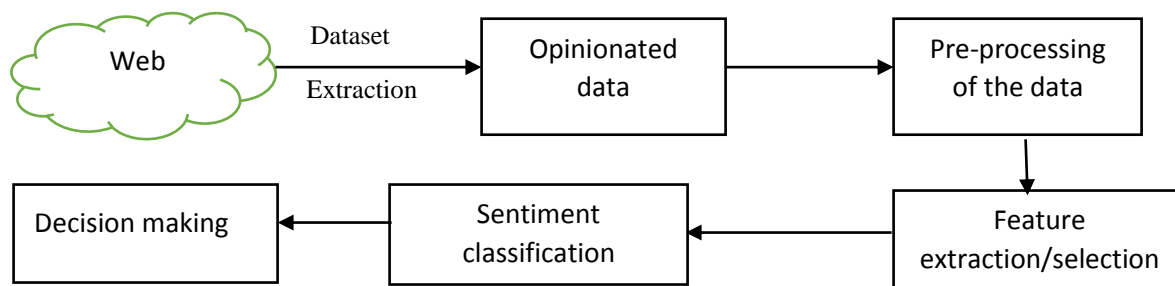 Web
Dataset
Extraction
Opinionated
data
Pre-processing
of the data
Feature
extraction/selection
Sentiment
classification
Decision making